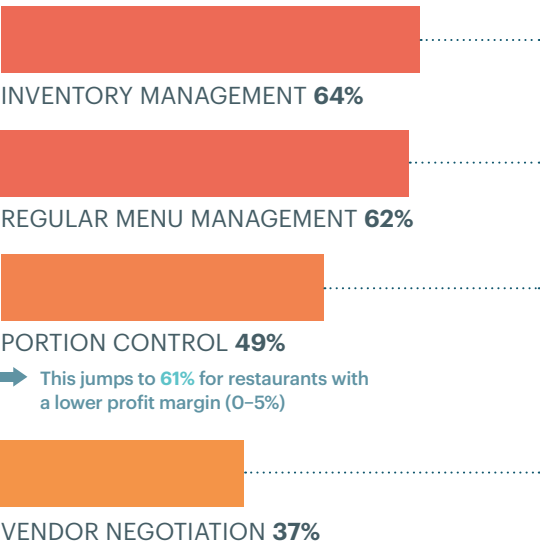 INVENTORY MANAGEMENT 64%
REGULAR MENU MANAGEMENT 62%
PORTION CONTROL 49%
This jumps to 61% for restaurants with
a lower profit margin (0–5%)
VENDOR NEGOTIATION 37%